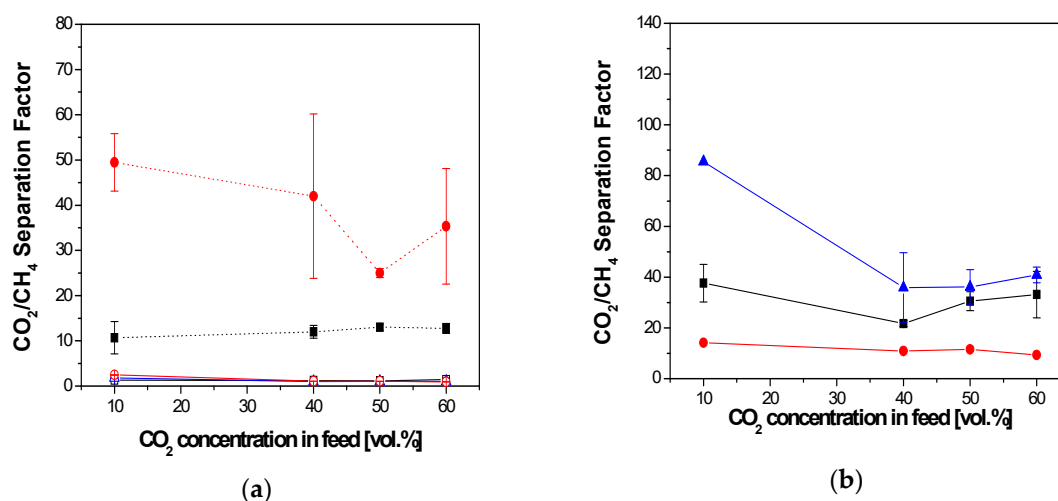 80
70
60
50
40
30
20
10
0
CO₂/CH₄ Separation Factor
10 20 30 40 50 60
CO₂ concentration in feed [vol.%]
(a)
140
120
100
80
60
40
20
0
CO₂/CH₄ Separation Factor
10 20 30 40 50 60
CO₂ concentration in feed [vol.%]
(b)